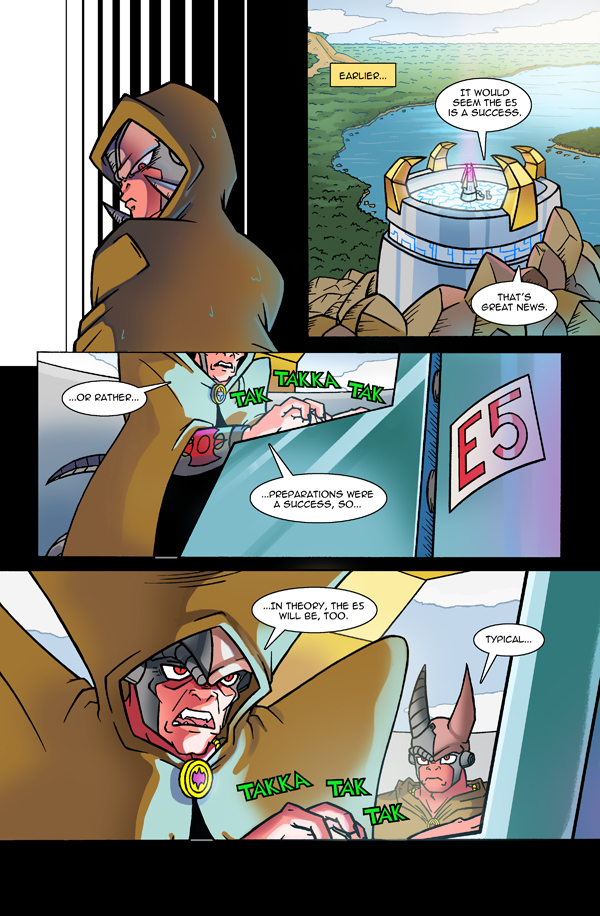 EARLIER...
IT WOULD
SEEM THE E5
IS A SUCCESS.
THAT'S
GREAT NEWS.
...OR RATHER...
TAK
TAKKA
TAK
E5
...PREPARATIONS WERE
A SUCCESS, SO...
...IN THEORY, THE E5
WILL BE, TOO.
TYPICAL...
TAKKA
TAK
TAK